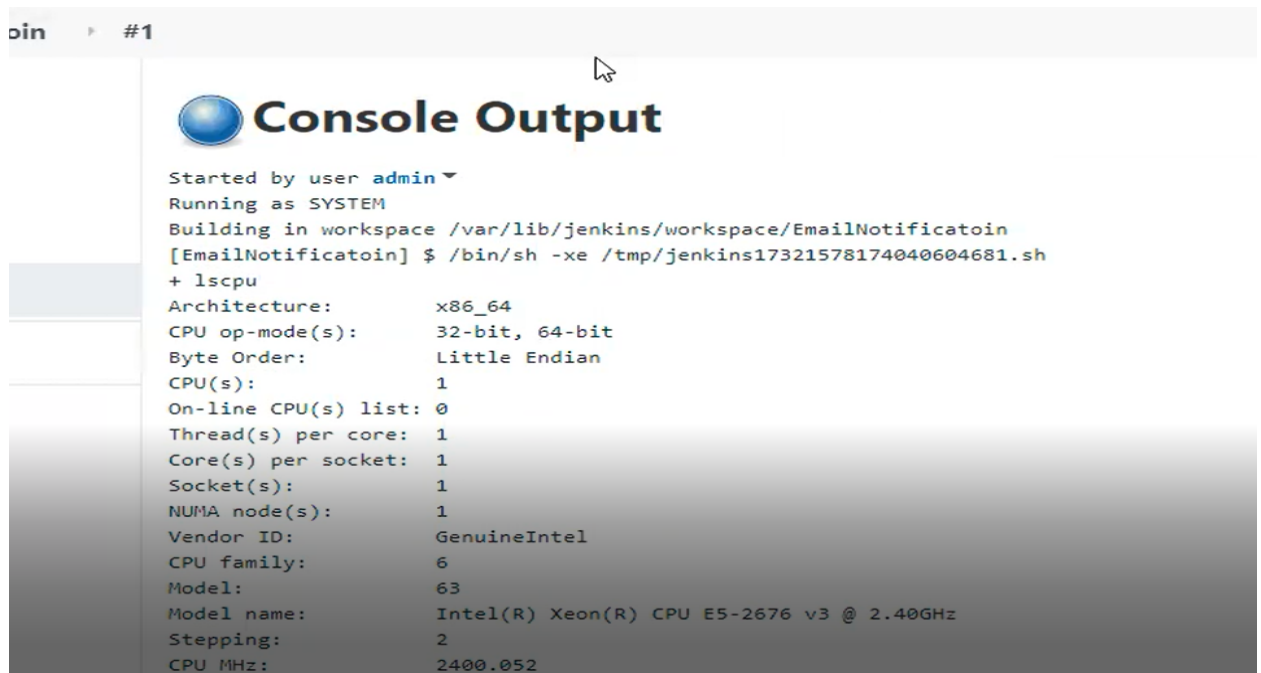 oin #1
Console Output
Started by user admin
Running as SYSTEM
Building in workspace /var/lib/jenkins/workspace/EmailNotificatoin
[EmailNotificatoin] $ /bin/sh -xe /tmp/jenkins17321578174040604681.sh
+ lscpu
Architecture: x86_64
CPU op-mode(s): 32-bit, 64-bit
Byte Order: Little Endian
CPU(s): 1
On-line CPU(s) list: 0
Thread(s) per core: 1
Core(s) per socket: 1
Socket(s): 1
NUMA node(s): 1
Vendor ID: GenuineIntel
CPU family: 6
Model: 63
Model name: Intel(R) Xeon(R) CPU E5-2676 v3 @ 2.40GHz
Stepping: 2
CPU MHz: 2400.052